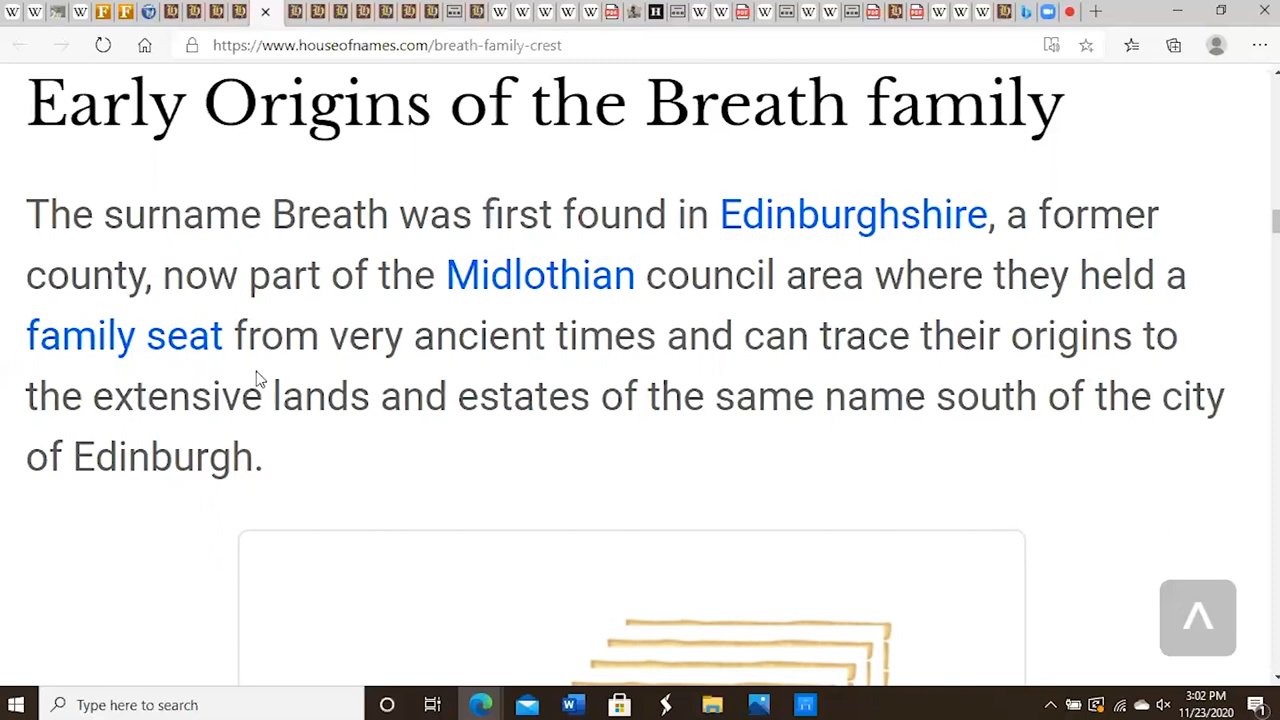 https://www.houseofnames.com/breath-family-crest
Early Origins of the Breath family
The surname Breath was first found in Edinburghshire, a former
county, now part of the Midlothian council area where they held a
family seat from very ancient times and can trace their origins to
the extensive lands and estates of the same name south of the city
of Edinburgh.
Type here to search
3:02 PM
11/23/2020